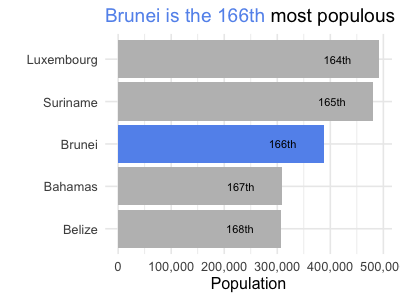 Brunei is the 166th most populous
Luxembourg 164th
Suriname 165th
Brunei 166th
Bahamas 167th
Belize 168th
0 100,000 200,000 300,000 400,000 500,00
Population